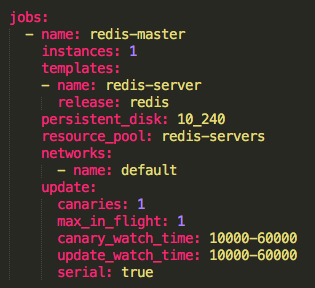 jobs:
  - name: redis-master
    instances: 1
    templates:
    - name: redis-server
      release: redis
    persistent_disk: 10_240
    resource_pool: redis-servers
    networks:
      - name: default
    update:
      canaries: 1
      max_in_flight: 1
      canary_watch_time: 10000-60000
      update_watch_time: 10000-60000
      serial: true